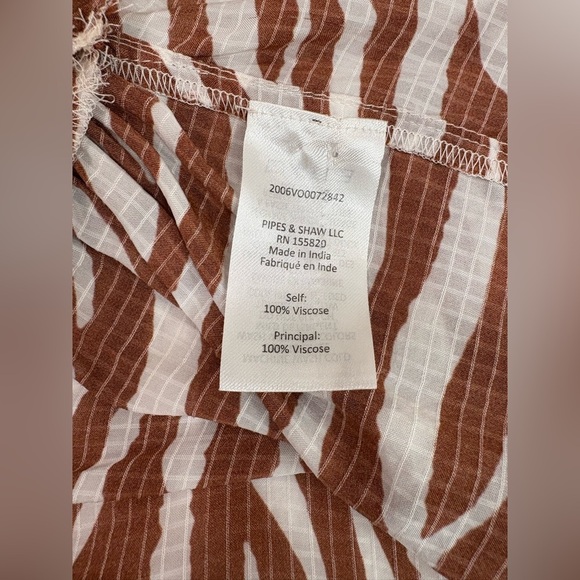 2006VO0072842
PIPES & SHAW LLC
RN 155820
Made in India
Fabriqué en Inde
Self:
100% Viscose
Principal:
100% Viscose